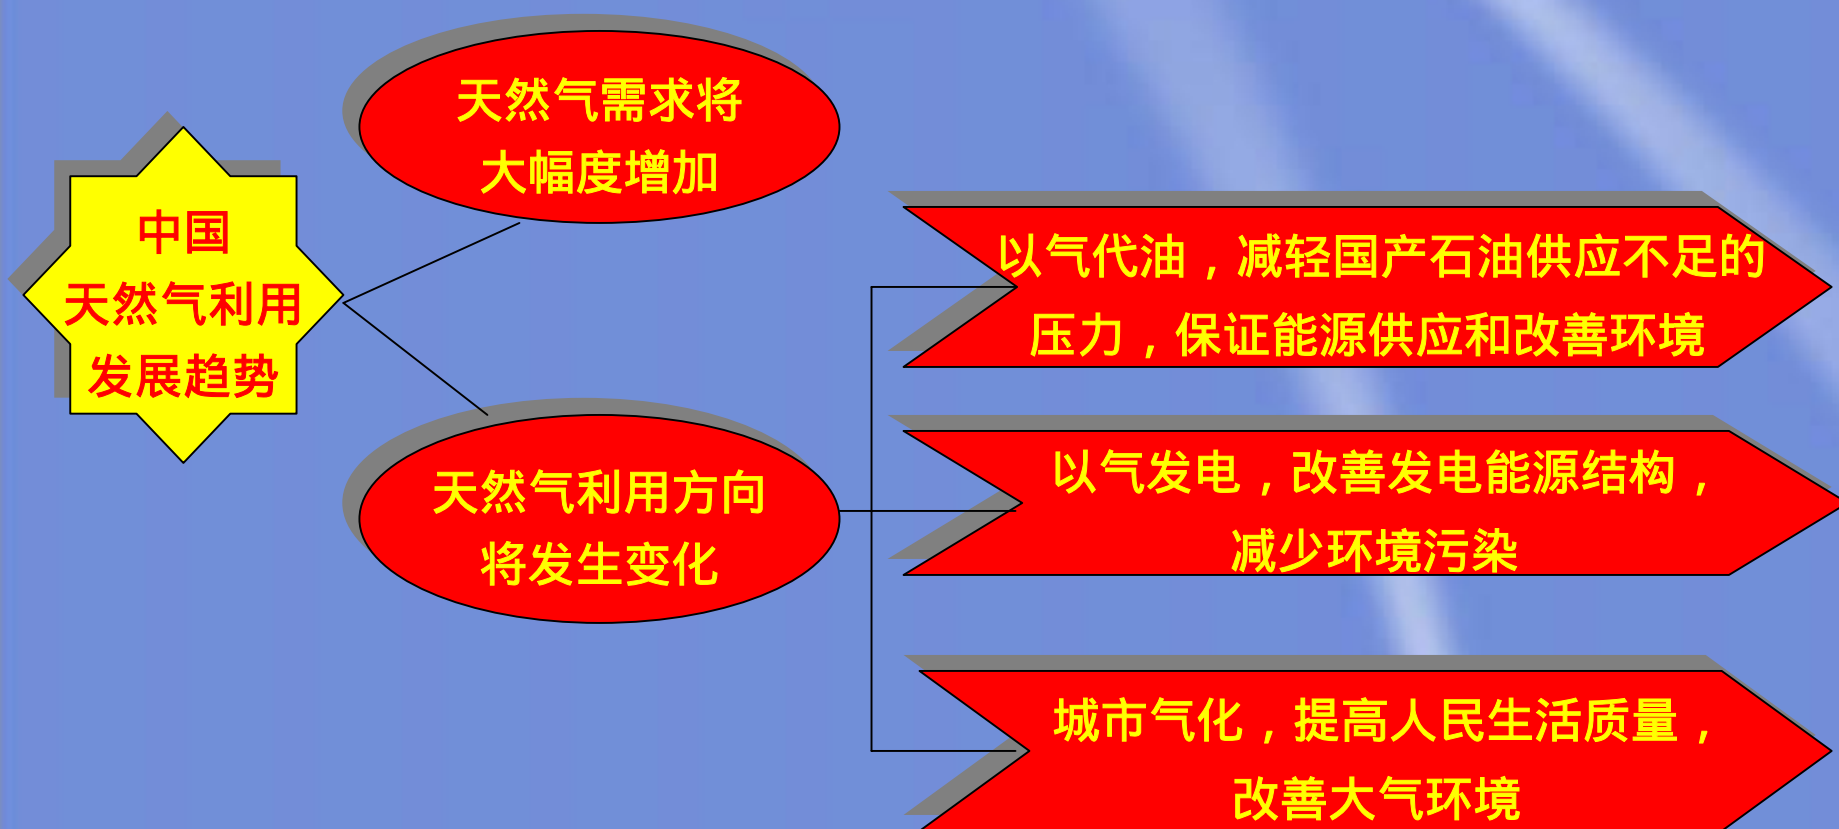 中国
天然气利用
发展趋势
天然气需求将
大幅度增加
天然气利用方向
将发生变化
以气代油，减轻国产石油供应不足的
压力，保证能源供应和改善环境
以气发电，改善发电能源结构，
减少环境污染
城市气化，提高人民生活质量，
改善大气环境